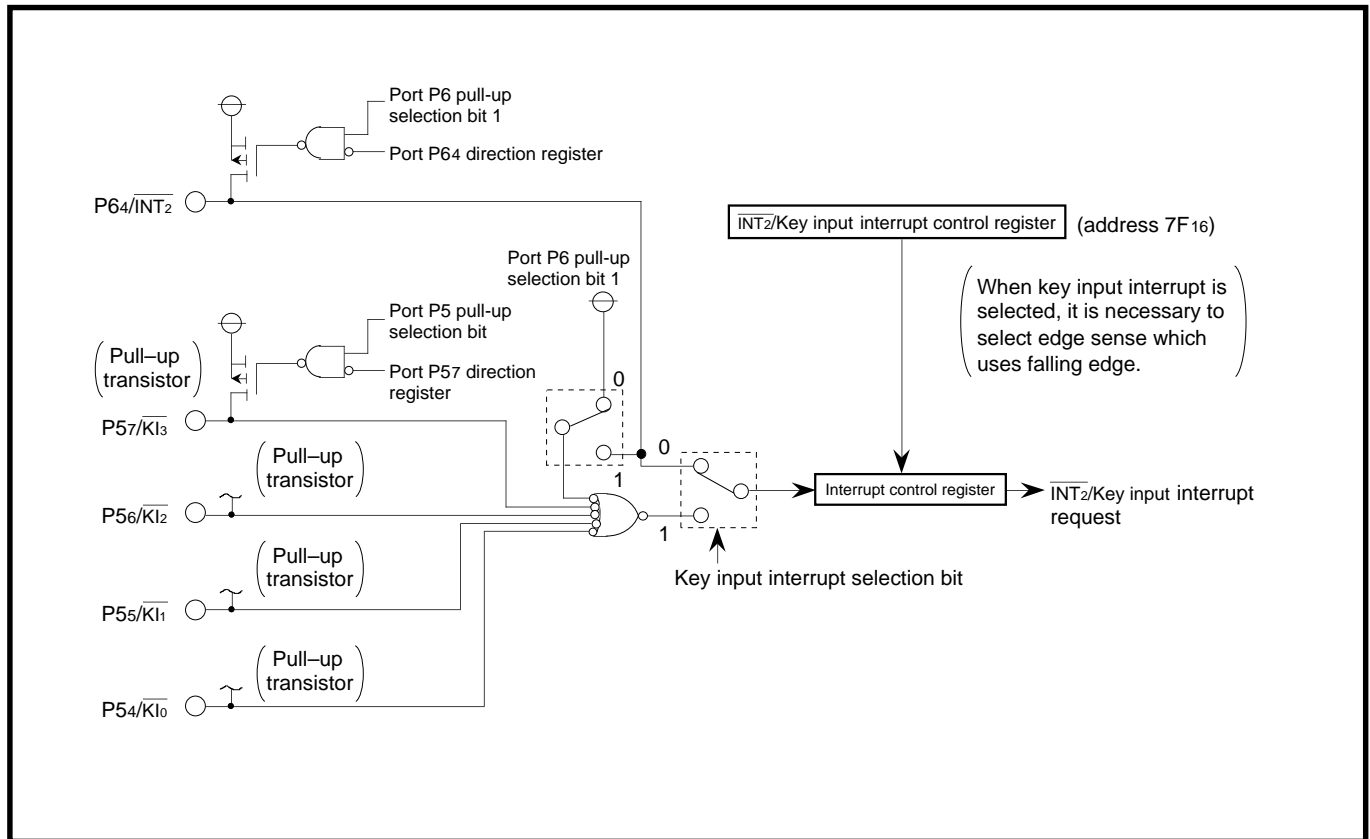 Port P6 pull-up
selection bit 1
Port P64 direction register
P64/INT2
INT2/Key input interrupt control register (address 7F16)
Port P6 pull-up
selection bit 1
When key input interrupt is
selected, it is necessary to
select edge sense which
uses falling edge.
Port P5 pull-up
selection bit
Port P57 direction
register
Pull–up
transistor
P57/KI3
0
1
0
1
Pull–up
transistor
P56/KI2
Interrupt control register
INT2/Key input interrupt
request
Key input interrupt selection bit
Pull–up
transistor
P55/KI1
Pull–up
transistor
P54/KI0